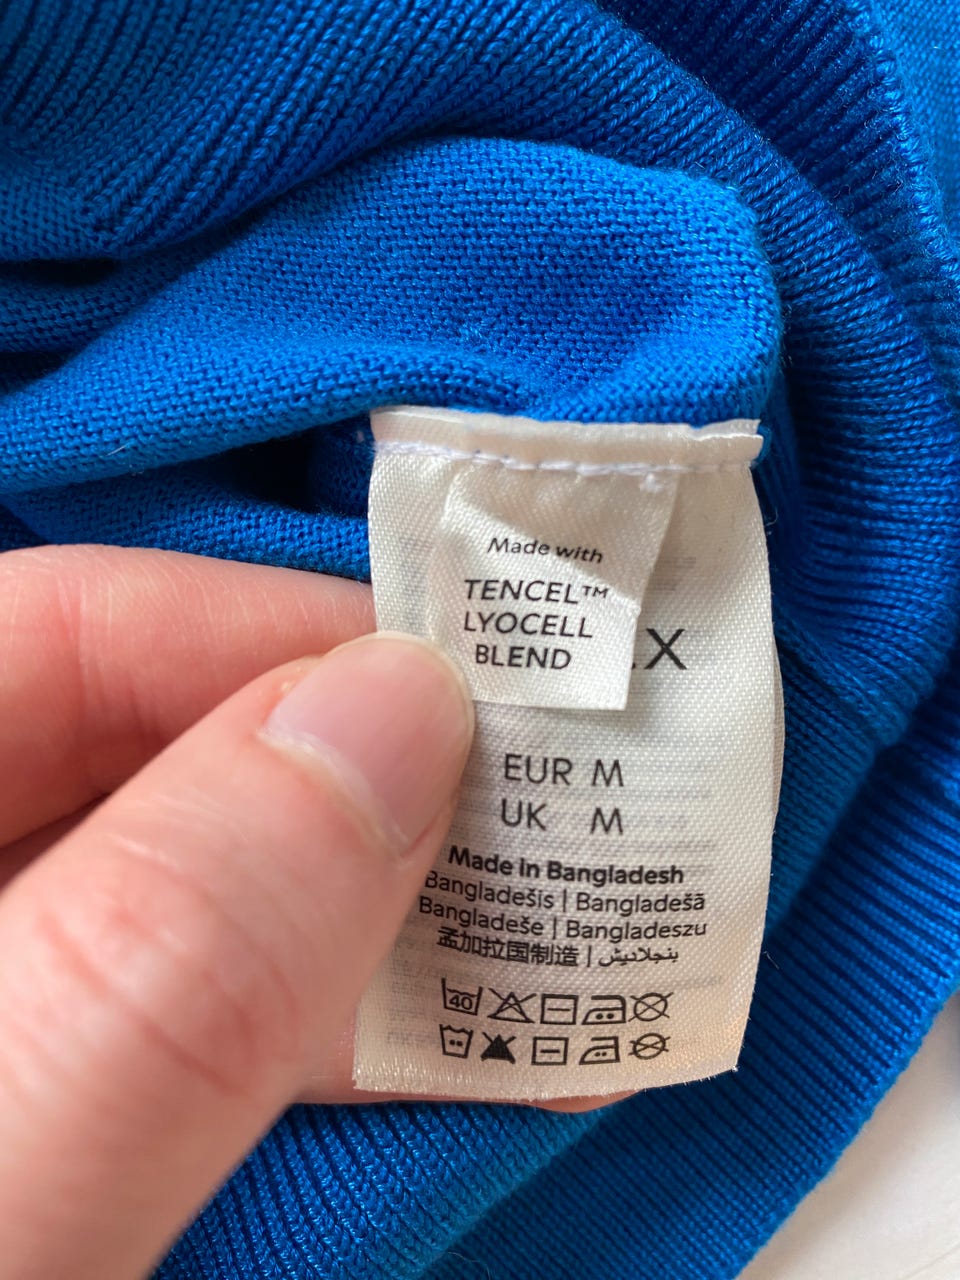 Made with
TENCEL™
LYOCELL
BLEND
X
EUR M
UK M
Made in Bangladesh
Bangladešis | Bangladešā
Bangladeše | Bangladeszu
孟加拉国制造 | بنجلاديش
40